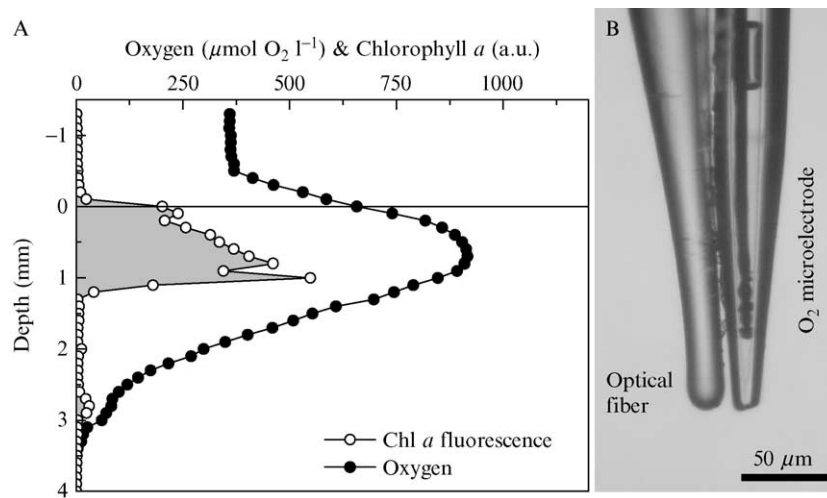 A
Oxygen (μmol O₂ l⁻¹) & Chlorophyll a (a.u.)
0 250 500 750 1000
−1
0
1
2
3
4
Depth (mm)
Chl a fluorescence
Oxygen
B
O₂ microelectrode
Optical
fiber
50 μm